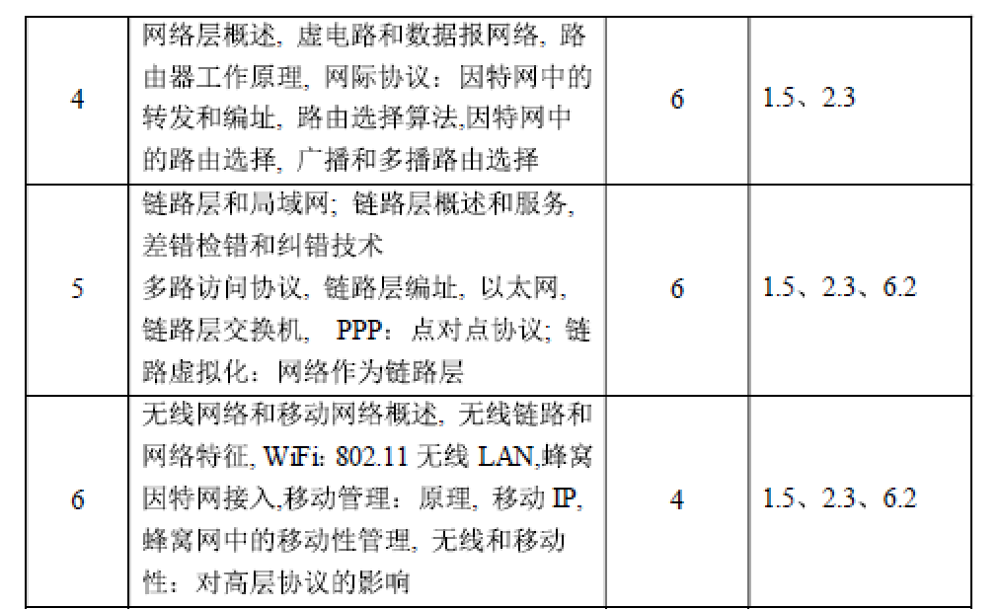 4
网络层概述, 虚电路和数据报网络, 路
由器工作原理, 网际协议：因特网中的
转发和编址, 路由选择算法,因特网中
的路由选择, 广播和多播路由选择
6
1.5、2.3
5
链路层和局域网; 链路层概述和服务,
差错检错和纠错技术
多路访问协议, 链路层编址, 以太网,
链路层交换机, PPP：点对点协议; 链
路虚拟化：网络作为链路层
6
1.5、2.3、6.2
6
无线网络和移动网络概述, 无线链路和
网络特征, WiFi: 802.11 无线 LAN,蜂窝
因特网接入,移动管理：原理, 移动 IP,
蜂窝网中的移动性管理, 无线和移动
性：对高层协议的影响
4
1.5、2.3、6.2